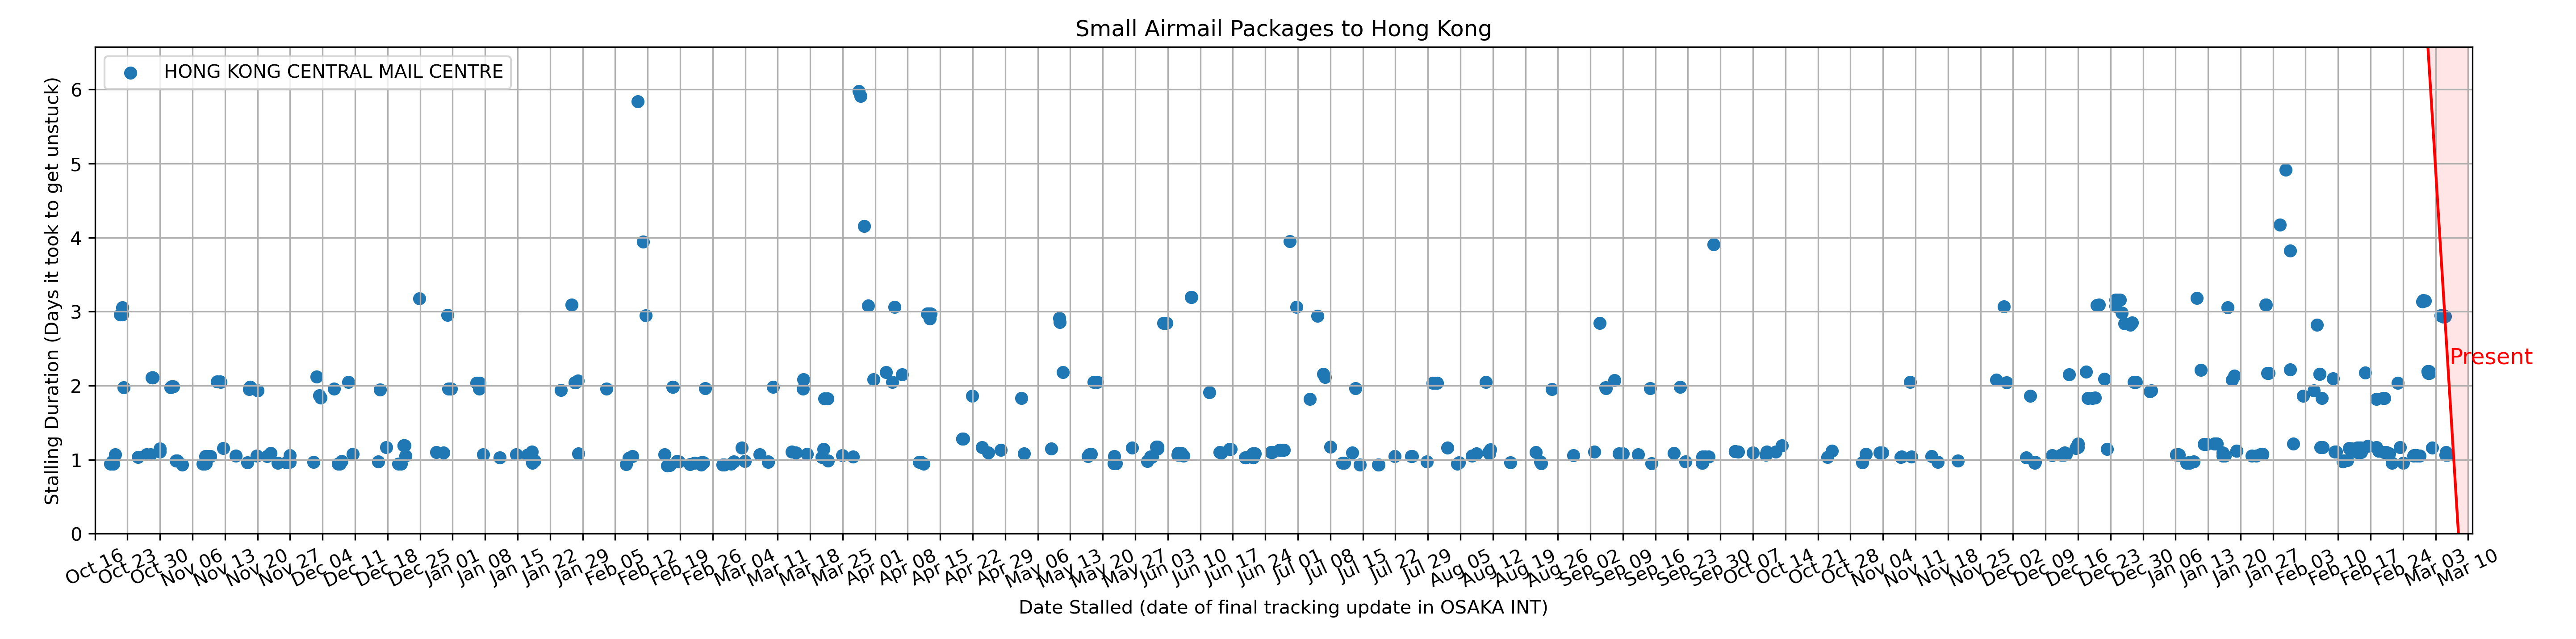 Small Airmail Packages to Hong Kong
HONG KONG CENTRAL MAIL CENTRE
Stalling Duration (Days it took to get unstuck)
6
5
4
3
2
1
0
Present
Oct 16
Oct 23
Oct 30
Nov 06
Nov 13
Nov 20
Nov 27
Dec 04
Dec 11
Dec 18
Dec 25
Jan 01
Jan 08
Jan 15
Jan 22
Jan 29
Feb 05
Feb 12
Feb 19
Feb 26
Mar 04
Mar 11
Mar 18
Mar 25
Apr 01
Apr 08
Apr 15
Apr 22
Apr 29
May 06
May 13
May 20
May 27
Jun 03
Jun 10
Jun 17
Jun 24
Jul 01
Jul 08
Jul 15
Jul 22
Jul 29
Aug 05
Aug 12
Aug 19
Aug 26
Sep 02
Sep 09
Sep 16
Sep 23
Sep 30
Oct 07
Oct 14
Oct 21
Oct 28
Nov 04
Nov 11
Nov 18
Nov 25
Dec 02
Dec 09
Dec 16
Dec 23
Dec 30
Jan 06
Jan 13
Jan 20
Jan 27
Feb 03
Feb 10
Feb 17
Feb 24
Mar 03
Mar 10
Date Stalled (date of final tracking update in OSAKA INT)